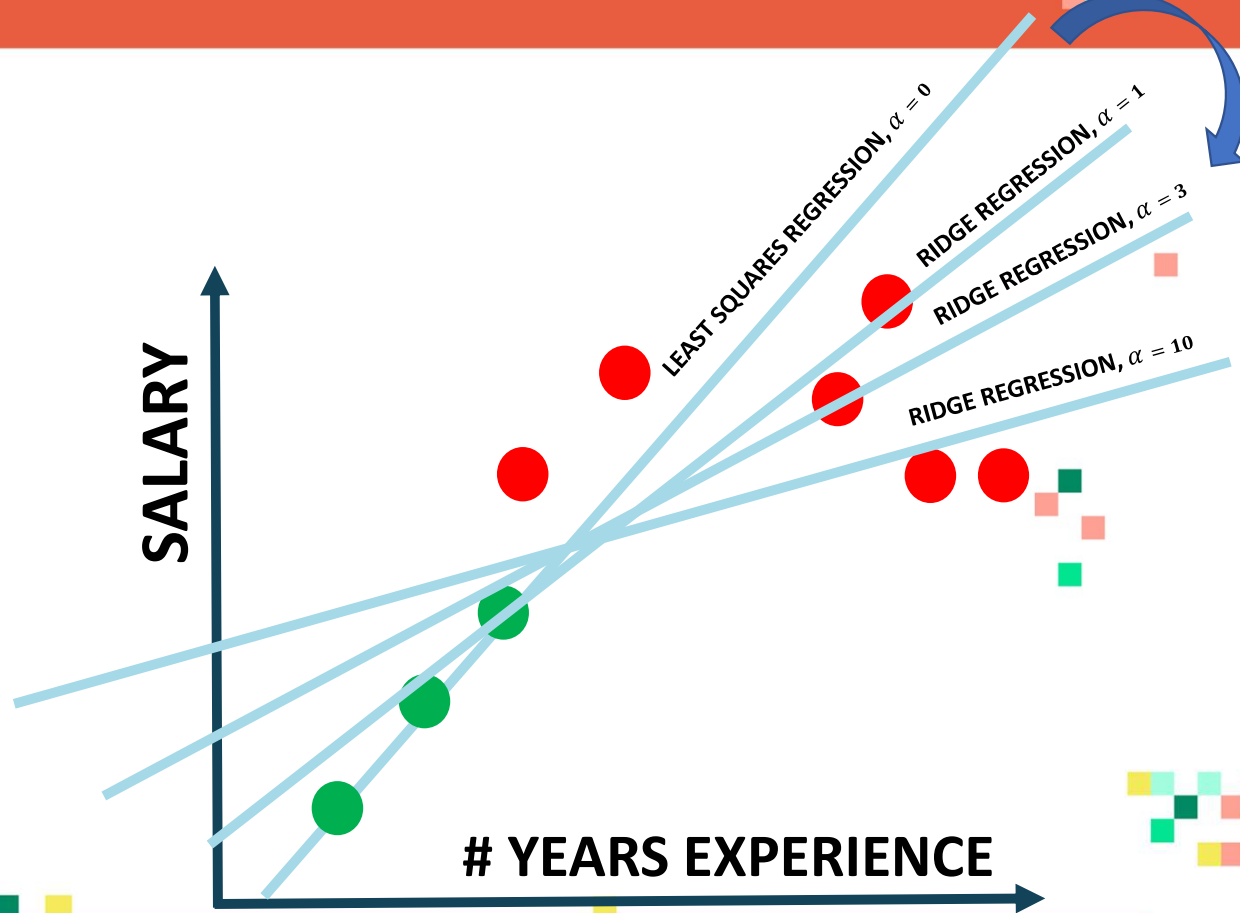 LEAST SQUARES REGRESSION, α = 0
RIDGE REGRESSION, α = 1
RIDGE REGRESSION, α = 3
RIDGE REGRESSION, α = 10
SALARY
# YEARS EXPERIENCE